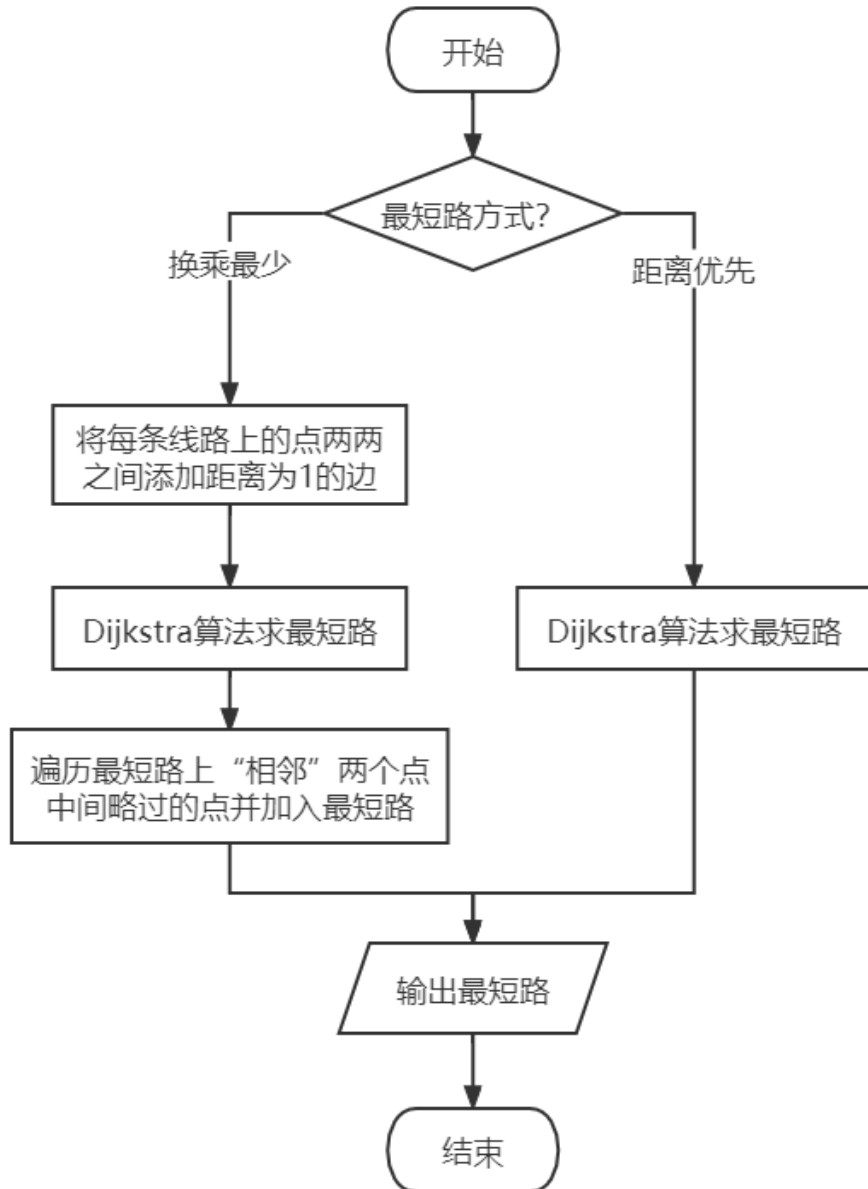 开始
最短路方式?
换乘最少
距离优先
将每条线路上的点两两
之间添加距离为1的边
Dijkstra算法求最短路
Dijkstra算法求最短路
遍历最短路上“相邻”两个点
中间略过的点并加入最短路
输出最短路
结束